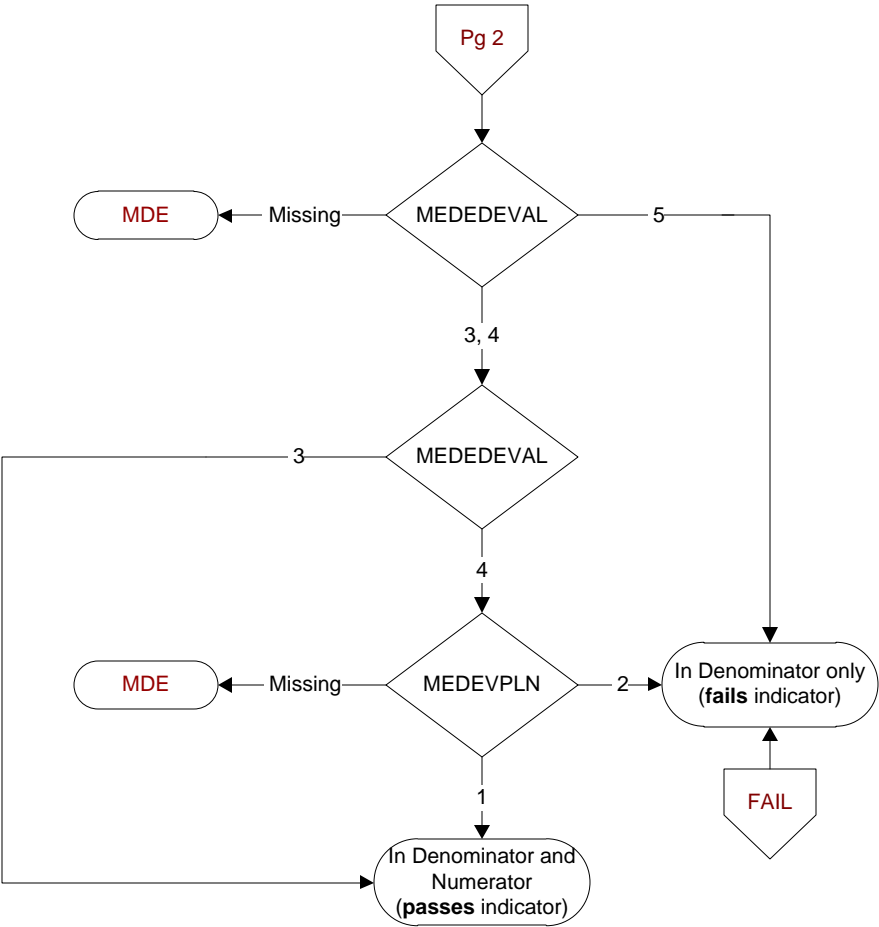 Pg 2
MDE
Missing
MEDEDEVAL
5
3, 4
3
MEDEDEVAL
4
MDE
Missing
MEDEVPLN
2
In Denominator only
(fails indicator)
1
FAIL
In Denominator and
Numerator
(passes indicator)